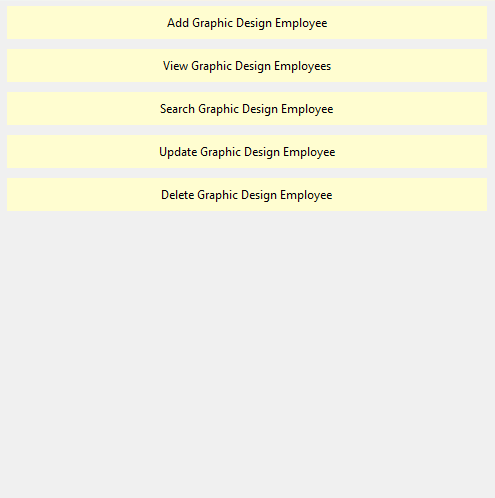 Add Graphic Design Employee
View Graphic Design Employees
Search Graphic Design Employee
Update Graphic Design Employee
Delete Graphic Design Employee